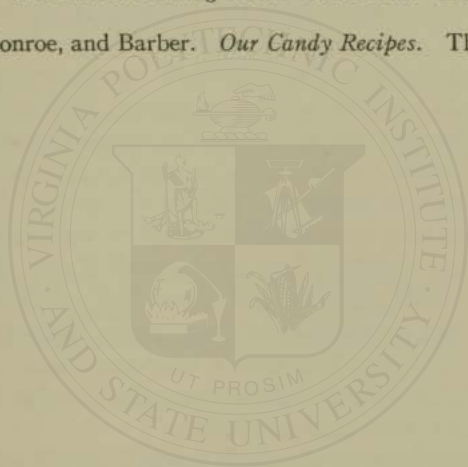 onroe, and Barber. Our Candy Recipes. Th
VIRGINIA POLYTECHNIC INSTITUTE
AND STATE UNIVERSITY
UT PROSIM